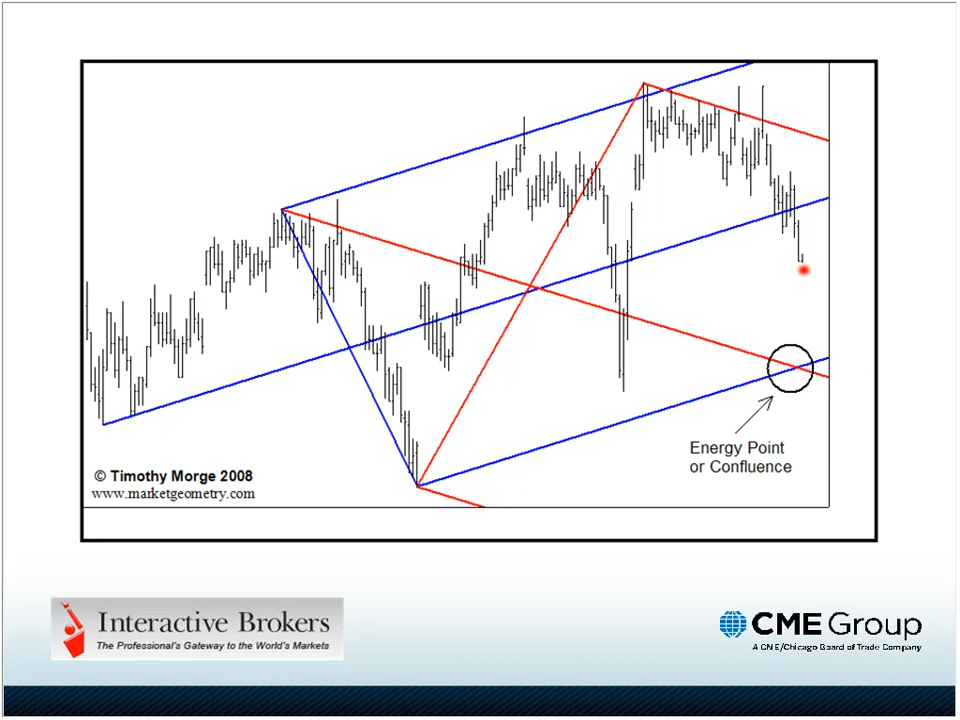 Energy Point
or Confluence
© Timothy Morge 2008
www.marketgeometry.com
Interactive Brokers
The Professional's Gateway to the World's Markets
CME Group
A CME/Chicago Board of Trade Company